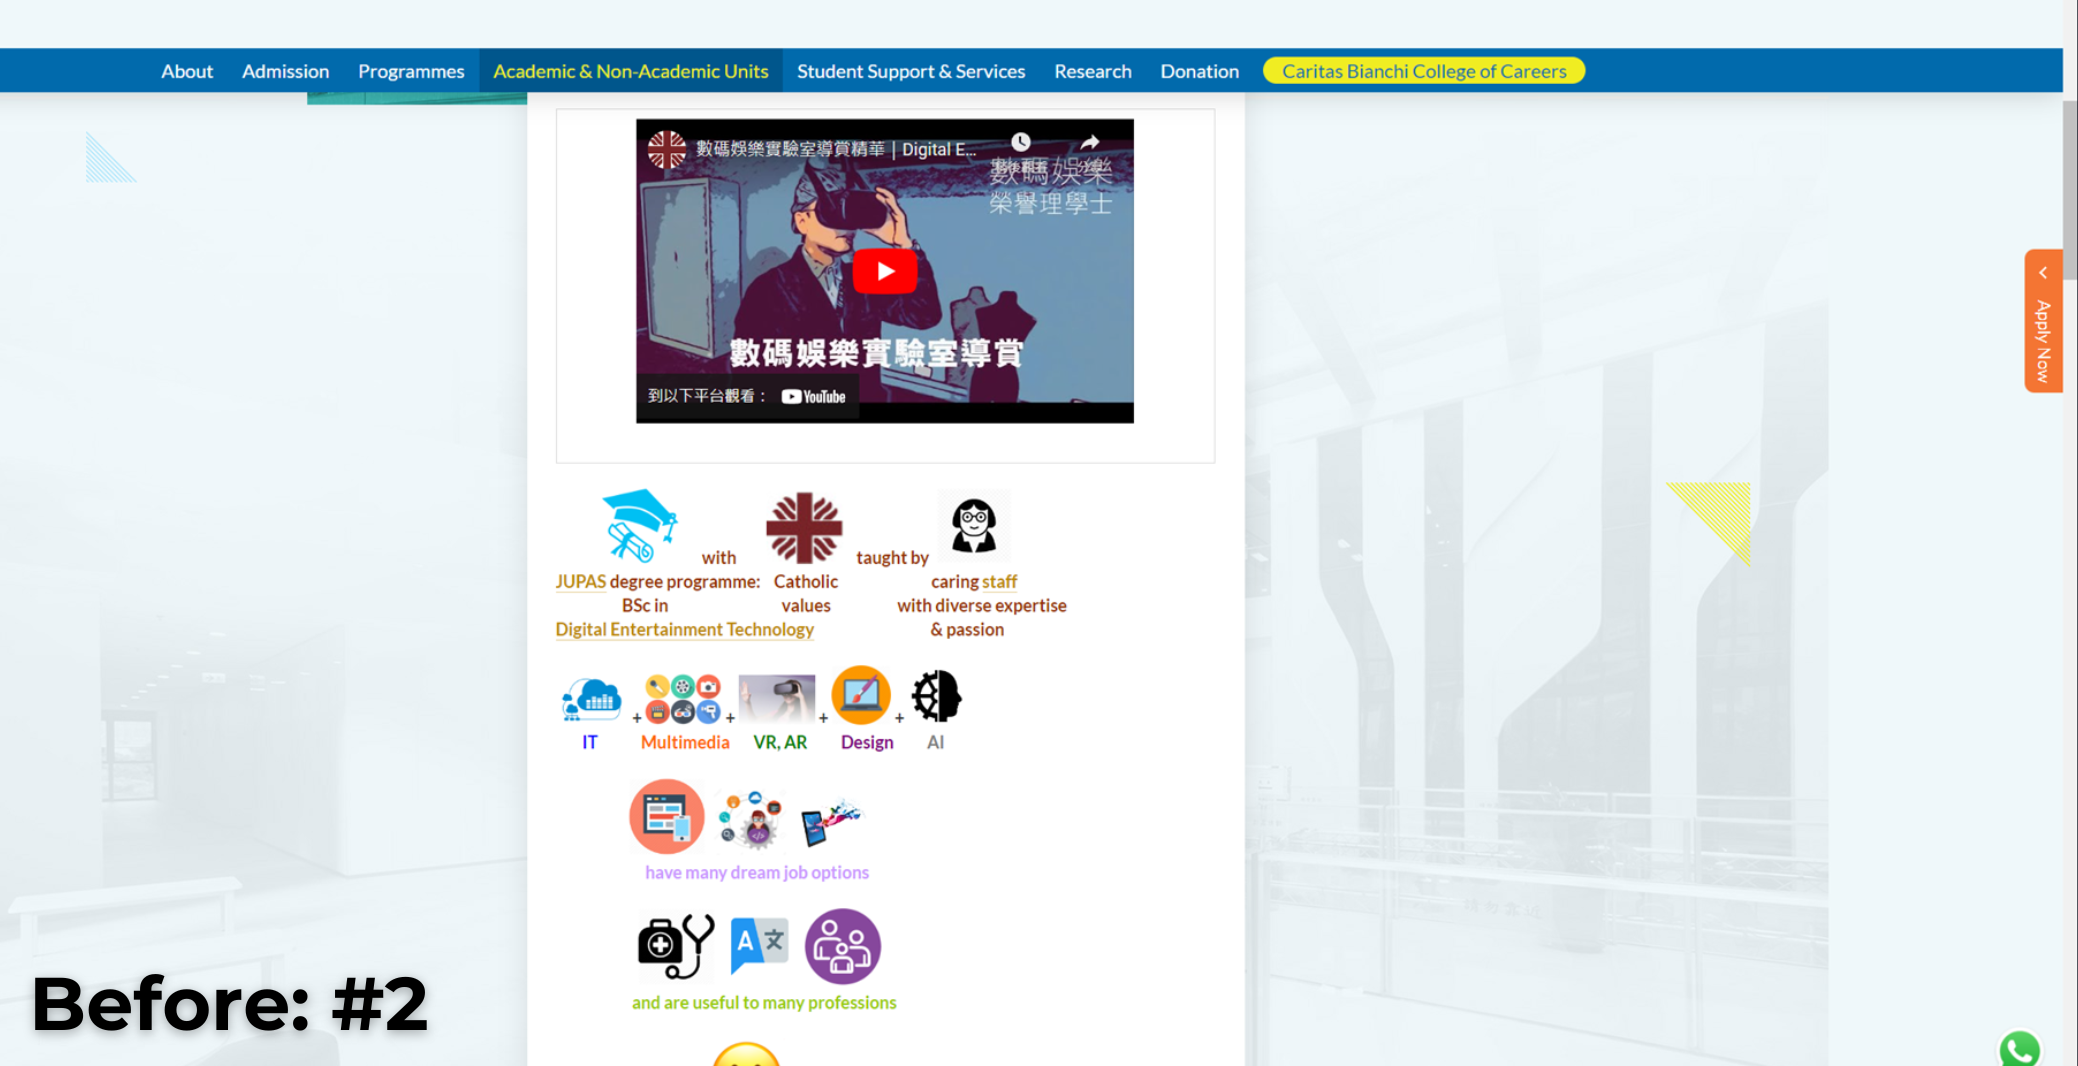 About Admission Programmes Academic & Non-Academic Units Student Support & Services Research Donation Caritas Bianchi College of Careers
數碼娛樂實驗室導賞精華｜Digital E...
數碼娛樂
榮譽理學士
數碼娛樂實驗室導賞
到以下平台觀看： YouTube
Apply Now
with taught by
JUPAS degree programme: Catholic caring staff
BSc in values with diverse expertise
Digital Entertainment Technology & passion
+ + + +
IT Multimedia VR, AR Design AI
have many dream job options
A 文
and are useful to many professions
Before: #2